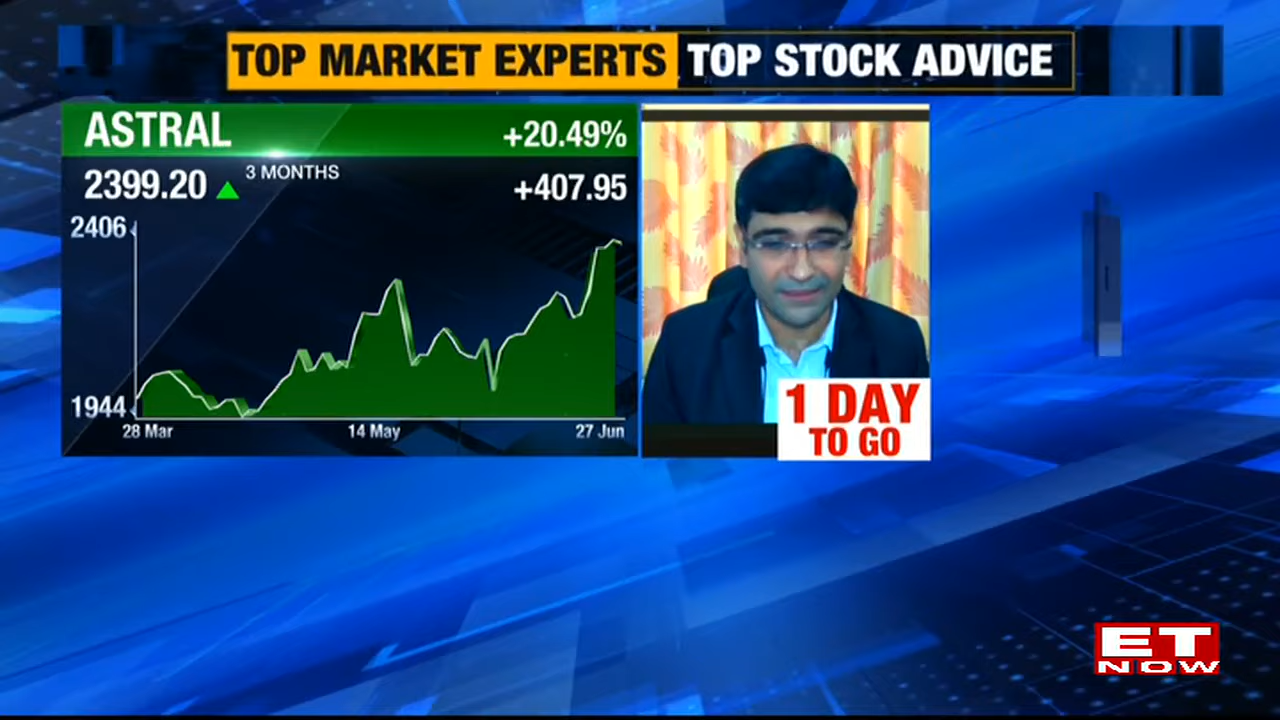 TOP MARKET EXPERTS TOP STOCK ADVICE
ASTRAL +20.49%
2399.20 3 MONTHS +407.95
2406
1944
28 Mar 14 May 27 Jun
1 DAY
TO GO
ET
NOW